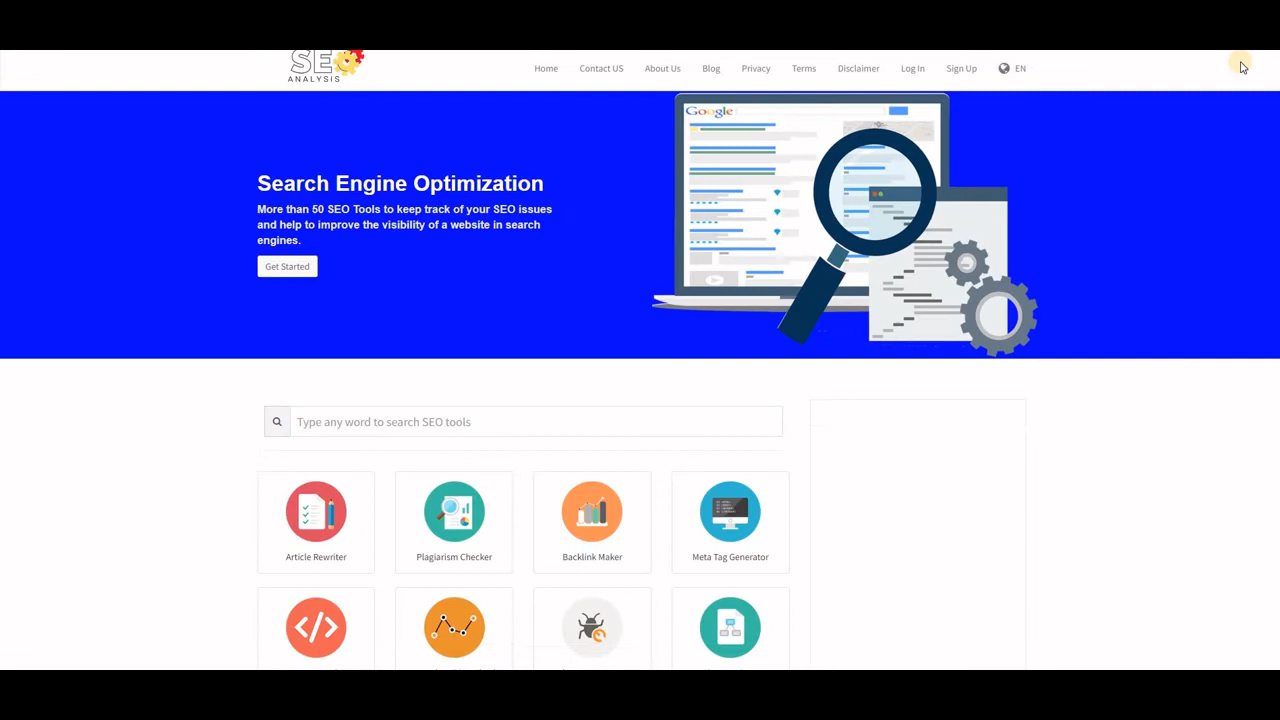 SE
ANALYSIS
Home Contact US About Us Blog Privacy Terms Disclaimer Log In Sign Up EN
Google
Search Engine Optimization
More than 50 SEO Tools to keep track of your SEO issues
and help to improve the visibility of a website in search
engines.
Get Started
Type any word to search SEO tools
Article Rewriter Plagiarism Checker Backlink Maker Meta Tag Generator